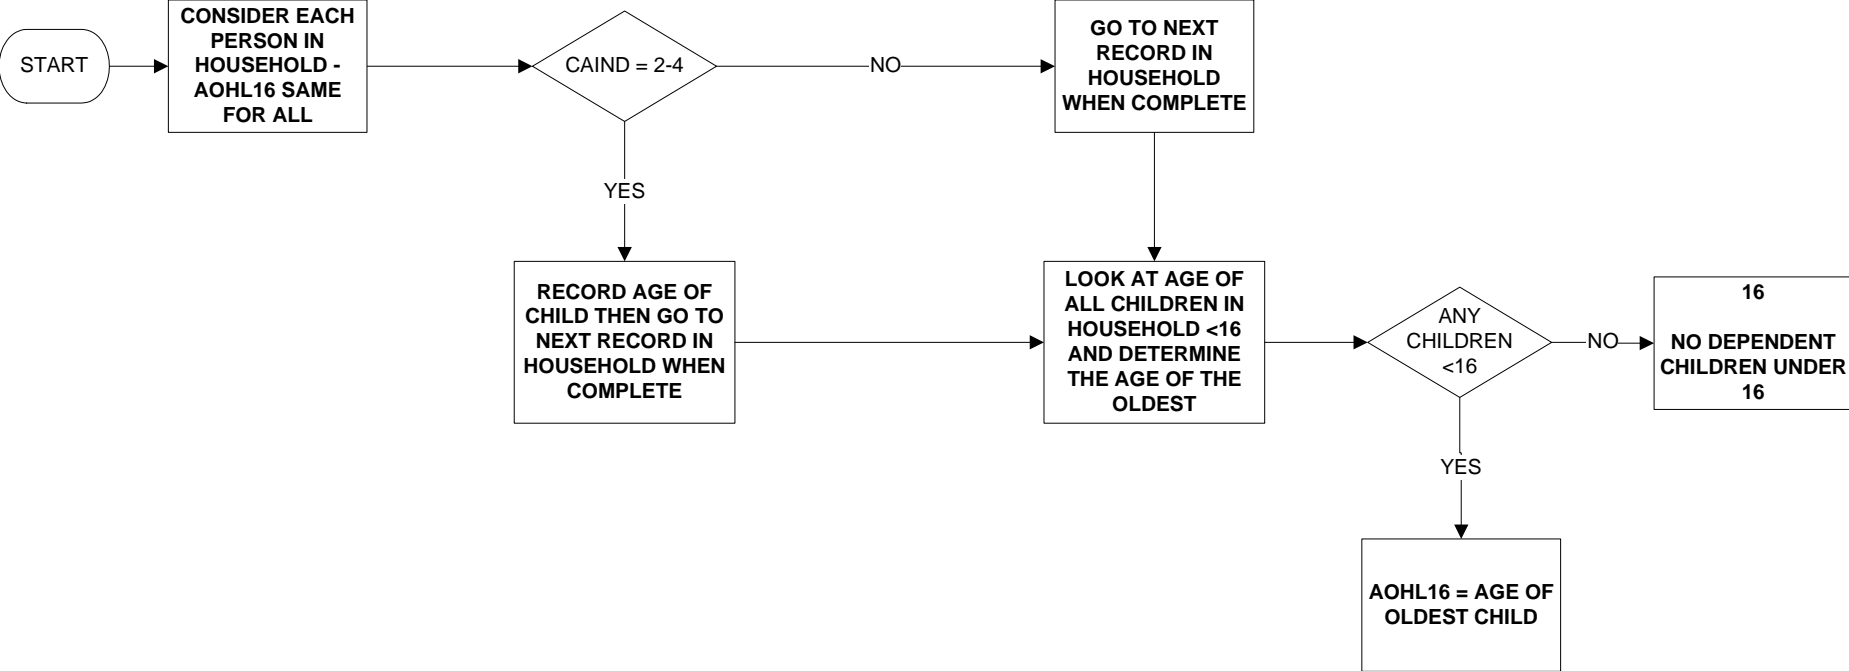 START
CONSIDER EACH
PERSON IN
HOUSEHOLD -
AOHL16 SAME
FOR ALL
CAIND = 2-4
NO
GO TO NEXT
RECORD IN
HOUSEHOLD
WHEN COMPLETE
YES
RECORD AGE OF
CHILD THEN GO TO
NEXT RECORD IN
HOUSEHOLD WHEN
COMPLETE
LOOK AT AGE OF
ALL CHILDREN IN
HOUSEHOLD <16
AND DETERMINE
THE AGE OF THE
OLDEST
ANY
CHILDREN
<16
NO
16
NO DEPENDENT
CHILDREN UNDER
16
YES
AOHL16 = AGE OF
OLDEST CHILD